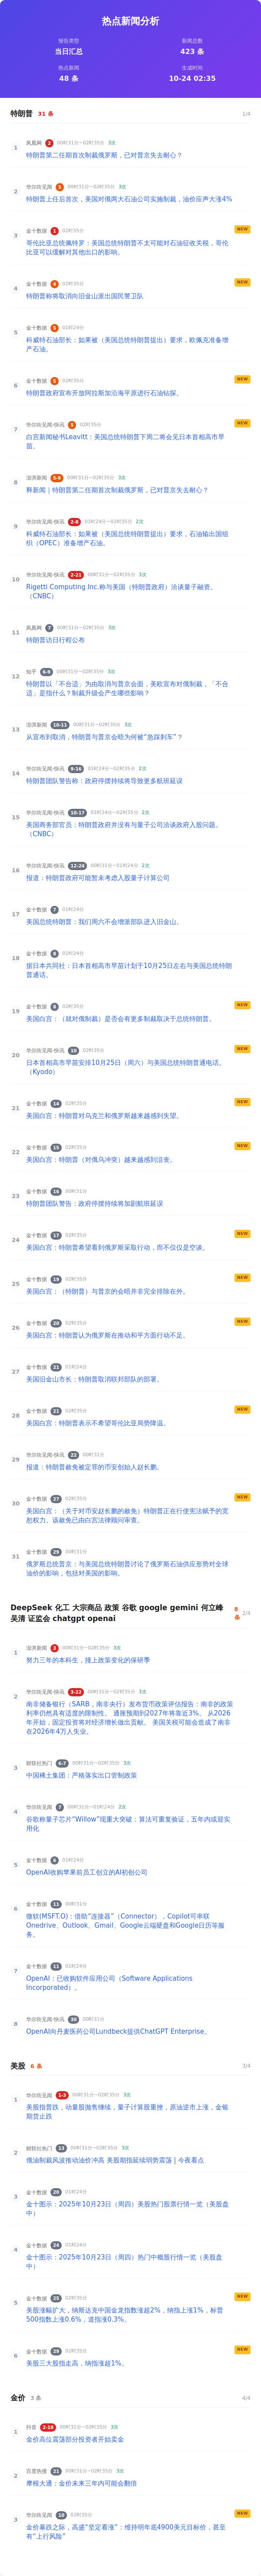 热点新闻分析
报告类型
当日汇总
新闻总数
423 条
热点新闻
48 条
生成时间
10-24 02:35
特朗普 31 条 1/4
1
凤凰网 2 00时31分~02时35分 3次
特朗普第二任期首次制裁俄罗斯，已对普京失去耐心？
2
华尔街见闻 3 00时31分~02时35分 3次
特朗普上任后首次，美国对俄两大石油公司实施制裁，油价应声大涨4%
3
金十数据 1 02时35分 NEW
哥伦比亚总统佩特罗：美国总统特朗普不太可能对石油征收关税，哥伦
比亚可以缓解对其他出口的影响。
4
金十数据 4 02时35分 NEW
特朗普称将取消向旧金山派出国民警卫队
5
金十数据 5 01时24分
科威特石油部长：如果被（美国总统特朗普提出）要求，欧佩克准备增
产石油。
6
金十数据 5 02时35分 NEW
特朗普政府宣布开放阿拉斯加沿海平原进行石油钻探。
7
华尔街见闻-快讯 5 02时35分 NEW
白宫新闻秘书Leavitt：美国总统特朗普下周二将会见日本首相高市早
苗。
8
澎湃新闻 5-9 00时31分~02时35分 3次
释新闻｜特朗普第二任期首次制裁俄罗斯，已对普京失去耐心？
9
华尔街见闻-快讯 2-8 01时24分~02时35分 2次
科威特石油部长：如果被（美国总统特朗普提出）要求，石油输出国组
织（OPEC）准备增产石油。
10
华尔街见闻-快讯 2-21 00时31分~02时35分 3次
Rigetti Computing Inc.称与美国（特朗普政府）洽谈量子融资。
（CNBC）
11
凤凰网 7 00时31分~02时35分 3次
特朗普访日行程公布
12
知乎 6-9 00时31分~02时35分 3次
特朗普以「不合适」为由取消与普京会面，美欧宣布对俄制裁，「不合
适」是指什么？制裁升级会产生哪些影响？
13
澎湃新闻 10-11 00时31分~02时35分 3次
从宣布到取消，特朗普与普京会晤为何被“急踩刹车”？
14
华尔街见闻-快讯 9-16 01时24分~02时35分 2次
特朗普团队警告称：政府停摆持续将导致更多航班延误
15
华尔街见闻-快讯 10-17 01时24分~02时35分 2次
美国商务部官员：特朗普政府并没有与量子公司洽谈政府入股问题。
（CNBC）
16
华尔街见闻-快讯 12-24 00时31分~01时24分 2次
报道：特朗普政府可能暂未考虑入股量子计算公司
17
金十数据 7 01时24分
美国总统特朗普：我们周六不会增派部队进入旧金山。
18
金十数据 8 01时24分
据日本共同社：日本首相高市早苗计划于10月25日左右与美国总统特朗
普通话。
19
金十数据 8 02时35分 NEW
美国白宫：（就对俄制裁）是否会有更多制裁取决于总统特朗普。
20
华尔街见闻-快讯 10 02时35分 NEW
日本首相高市早苗安排10月25日（周六）与美国总统特朗普通电话。
（Kyodo）
21
金十数据 14 02时35分 NEW
美国白宫：特朗普对乌克兰和俄罗斯越来越感到失望。
22
金十数据 15 02时35分 NEW
美国白宫：特朗普（对俄乌冲突）越来越感到沮丧。
23
金十数据 16 00时31分
特朗普团队警告：政府停摆持续将加剧航班延误
24
金十数据 17 02时35分 NEW
美国白宫：特朗普希望看到俄罗斯采取行动，而不仅仅是空谈。
25
金十数据 19 02时35分 NEW
美国白宫：（特朗普）与普京的会晤并非完全排除在外。
26
金十数据 20 02时35分 NEW
美国白宫：特朗普认为俄罗斯在推动和平方面行动不足。
27
金十数据 21 01时24分
美国旧金山市长：特朗普取消联邦部队的部署。
28
金十数据 21 02时35分 NEW
美国白宫：特朗普表示不希望哥伦比亚局势降温。
29
华尔街见闻-快讯 22 00时31分
报道：特朗普赦免被定罪的币安创始人赵长鹏。
30
金十数据 27 02时35分 NEW
美国白宫：（关于对币安赵长鹏的赦免）特朗普正在行使宪法赋予的宽
恕权力。该赦免已由白宫法律顾问审查。
31
金十数据 29 00时31分
俄罗斯总统普京：与美国总统特朗普讨论了俄罗斯石油供应形势对全球
油价的影响，包括对美国的影响。
DeepSeek 化工 大宗商品 政策 谷歌 google gemini 何立峰
吴清 证监会 chatgpt openai 8 条 2/4
1
澎湃新闻 3 00时31分~02时35分 3次
努力三年的本科生，撞上政策变化的保研季
2
华尔街见闻-快讯 3-22 00时31分~02时35分 3次
南非储备银行（SARB，南非央行）发布货币政策评估报告：南非的政策
利率仍然具有适度的限制性。 通胀预期到2027年将靠近3%。 从2026
年开始，固定投资将对经济增长做出贡献。 美国关税可能会造成了南非
在2026年4万人失业。
3
财联社热门 6-7 00时31分~02时35分 3次
中国稀土集团：严格落实出口管制政策
4
华尔街见闻 7 00时31分~01时24分 2次
谷歌称量子芯片“Willow”现重大突破：算法可重复验证，五年内或迎实
用化
5
金十数据 6 01时24分
OpenAI收购苹果前员工创立的AI初创公司
6
金十数据 11 00时31分
微软(MSFT.O)：借助“连接器”（Connector），Copilot可串联
Onedrive、Outlook、Gmail、Google云端硬盘和Google日历等服
务。
7
金十数据 11 01时24分
OpenAI：已收购软件应用公司（Software Applications
Incorporated）。
8
华尔街见闻-快讯 30 00时31分
OpenAI向丹麦医药公司Lundbeck提供ChatGPT Enterprise。
美股 6 条 3/4
1
华尔街见闻 1-3 00时31分~02时35分 3次
美股指普跌，动量股抛售继续，量子计算股重挫，原油逆市上涨，金银
期货止跌
2
财联社热门 13 00时31分~02时35分 3次
俄油制裁风波推动油价冲高 美股期指延续弱势震荡 | 今夜看点
3
金十数据 20 01时24分
金十图示：2025年10月23日（周四）美股热门股票行情一览（美股盘
中）
4
金十数据 24 01时24分
金十图示：2025年10月23日（周四）热门中概股行情一览（美股盘
中）
5
金十数据 25 02时35分 NEW
美股涨幅扩大，纳斯达克中国金龙指数涨超2%，纳指上涨1%，标普
500指数上涨0.6%，道指涨0.3%。
6
金十数据 29 02时35分 NEW
美股三大股指走高，纳指涨超1%。
金价 3 条 4/4
1
抖音 2-18 00时31分~02时35分 3次
金价高位震荡部分投资者开始卖金
2
百度热搜 21 00时31分~02时35分 3次
摩根大通：金价未来三年内可能会翻倍
3
华尔街见闻 18 02时35分 NEW
金价暴跌之际，高盛“坚定看涨”：维持明年底4900美元目标价，甚至
有“上行风险”